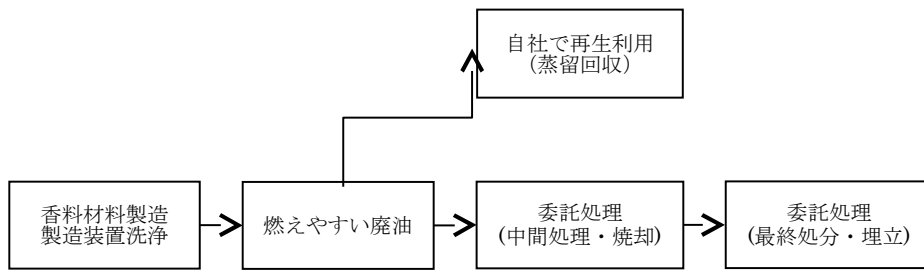 自社で再生利用
(蒸留回収)
香料材料製造
製造装置洗浄
燃えやすい廃油
委託処理
(中間処理・焼却)
委託処理
(最終処分・埋立)